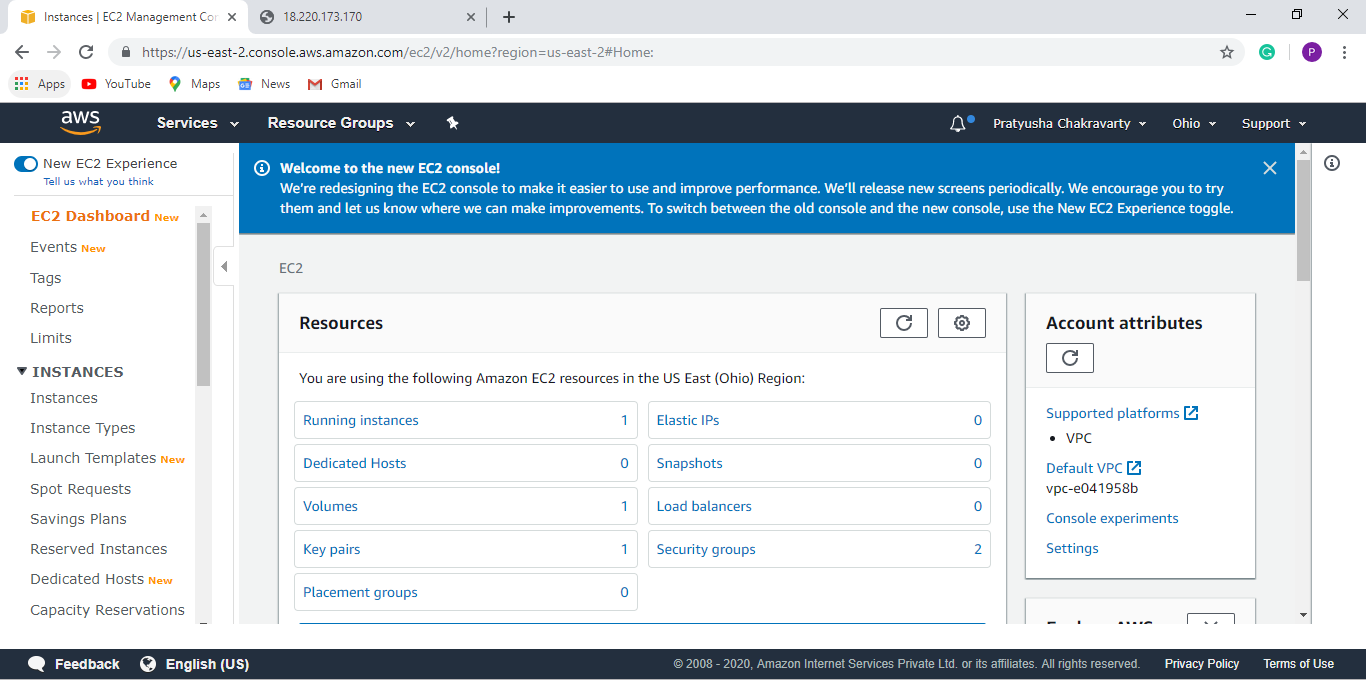 Instances | EC2 Management Con
18.220.173.170
https://us-east-2.console.aws.amazon.com/ec2/v2/home?region=us-east-2#Home:
P
Apps
YouTube
Maps
News
Gmail
aws
Services
Resource Groups
Pratyusha Chakravarty
Ohio
Support
New EC2 Experience
Tell us what you think
EC2 Dashboard New
Events New
Tags
Reports
Limits
INSTANCES
Instances
Instance Types
Launch Templates New
Spot Requests
Savings Plans
Reserved Instances
Dedicated Hosts New
Capacity Reservations
Welcome to the new EC2 console!
We're redesigning the EC2 console to make it easier to use and improve performance. We'll release new screens periodically. We encourage you to try
them and let us know where we can make improvements. To switch between the old console and the new console, use the New EC2 Experience toggle.
EC2
Resources
You are using the following Amazon EC2 resources in the US East (Ohio) Region:
Running instances 1
Elastic IPs 0
Dedicated Hosts 0
Snapshots 0
Volumes 1
Load balancers 0
Key pairs 1
Security groups 2
Placement groups 0
Account attributes
Supported platforms
• VPC
Default VPC
vpc-e041958b
Console experiments
Settings
Feedback
English (US)
© 2008 - 2020, Amazon Internet Services Private Ltd. or its affiliates. All rights reserved.
Privacy Policy
Terms of Use